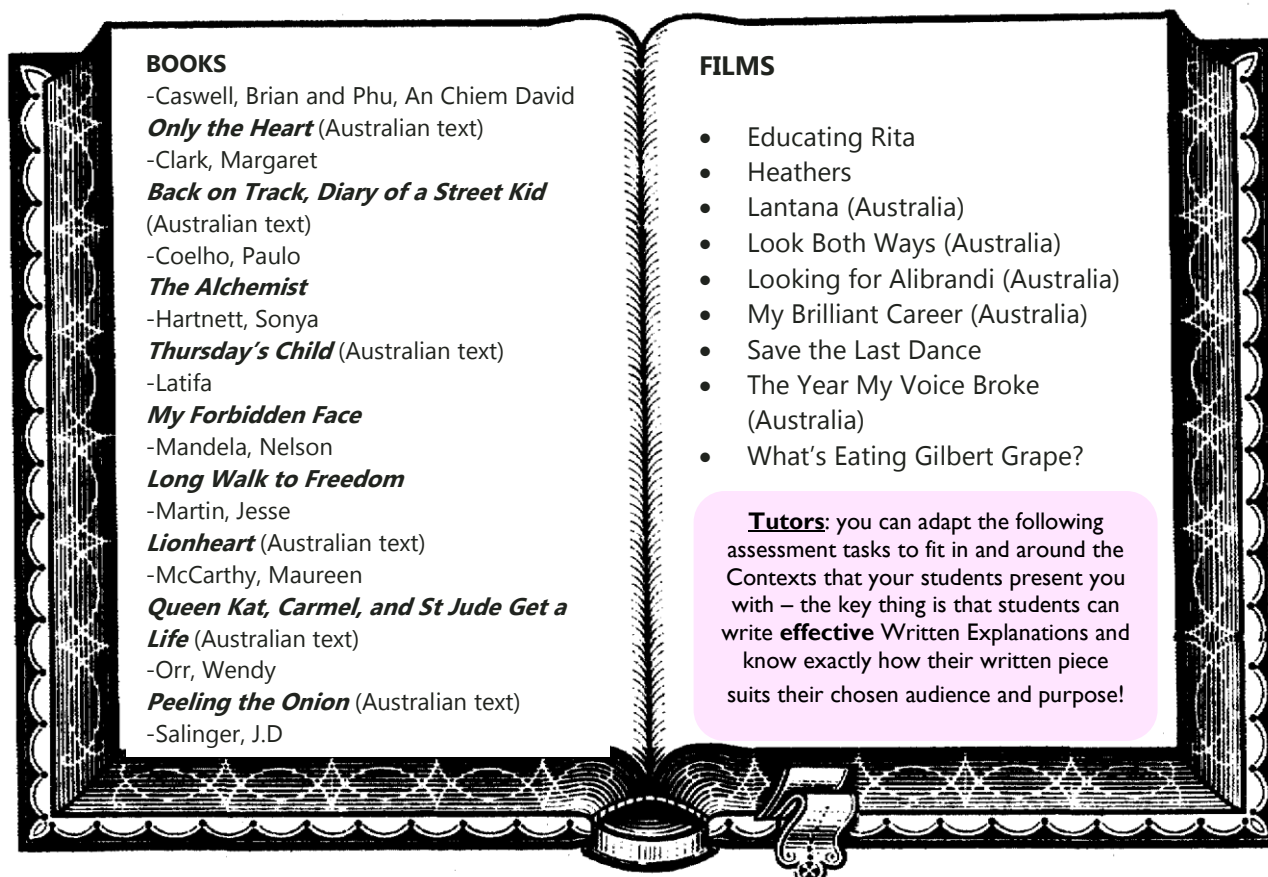 BOOKS
-Caswell, Brian and Phu, An Chiem David
Only the Heart (Australian text)
-Clark, Margaret
Back on Track, Diary of a Street Kid
(Australian text)
-Coelho, Paulo
The Alchemist
-Hartnett, Sonya
Thursday's Child (Australian text)
-Latifa
My Forbidden Face
-Mandela, Nelson
Long Walk to Freedom
-Martin, Jesse
Lionheart (Australian text)
-McCarthy, Maureen
Queen Kat, Carmel, and St Jude Get a
Life (Australian text)
-Orr, Wendy
Peeling the Onion (Australian text)
-Salinger, J.D
FILMS
• Educating Rita
• Heathers
• Lantana (Australia)
• Look Both Ways (Australia)
• Looking for Alibrandi (Australia)
• My Brilliant Career (Australia)
• Save the Last Dance
• The Year My Voice Broke
(Australia)
• What's Eating Gilbert Grape?
Tutors: you can adapt the following
assessment tasks to fit in and around the
Contexts that your students present you
with – the key thing is that students can
write effective Written Explanations and
know exactly how their written piece
suits their chosen audience and purpose!